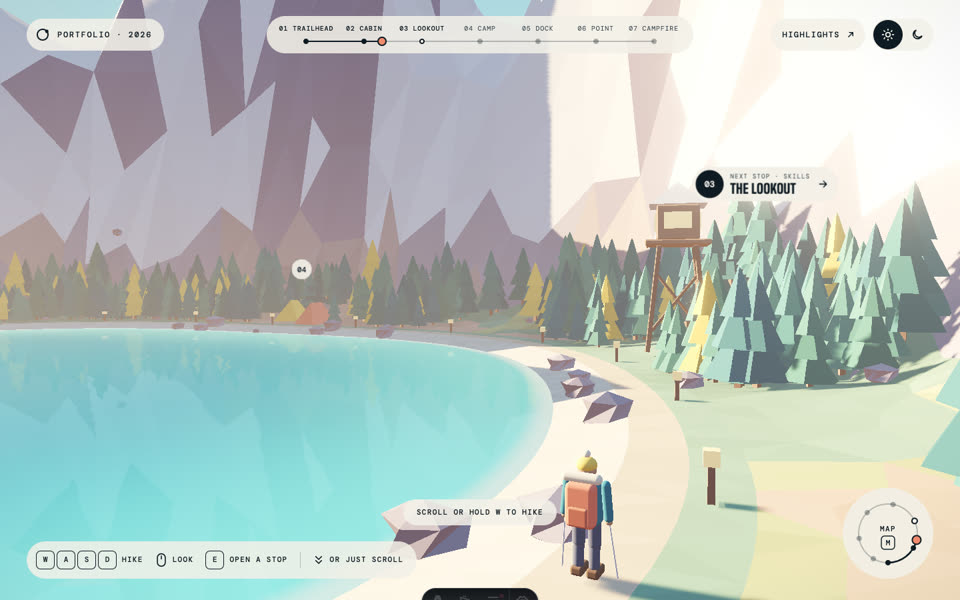 PORTFOLIO · 2026
01 TRAILHEAD 02 CABIN 03 LOOKOUT 04 CAMP 05 DOCK 06 POINT 07 CAMPFIRE
HIGHLIGHTS
03 NEXT STOP · SKILLS
THE LOOKOUT
04
SCROLL OR HOLD W TO HIKE
W A S D HIKE LOOK E OPEN A STOP OR JUST SCROLL
MAP
M